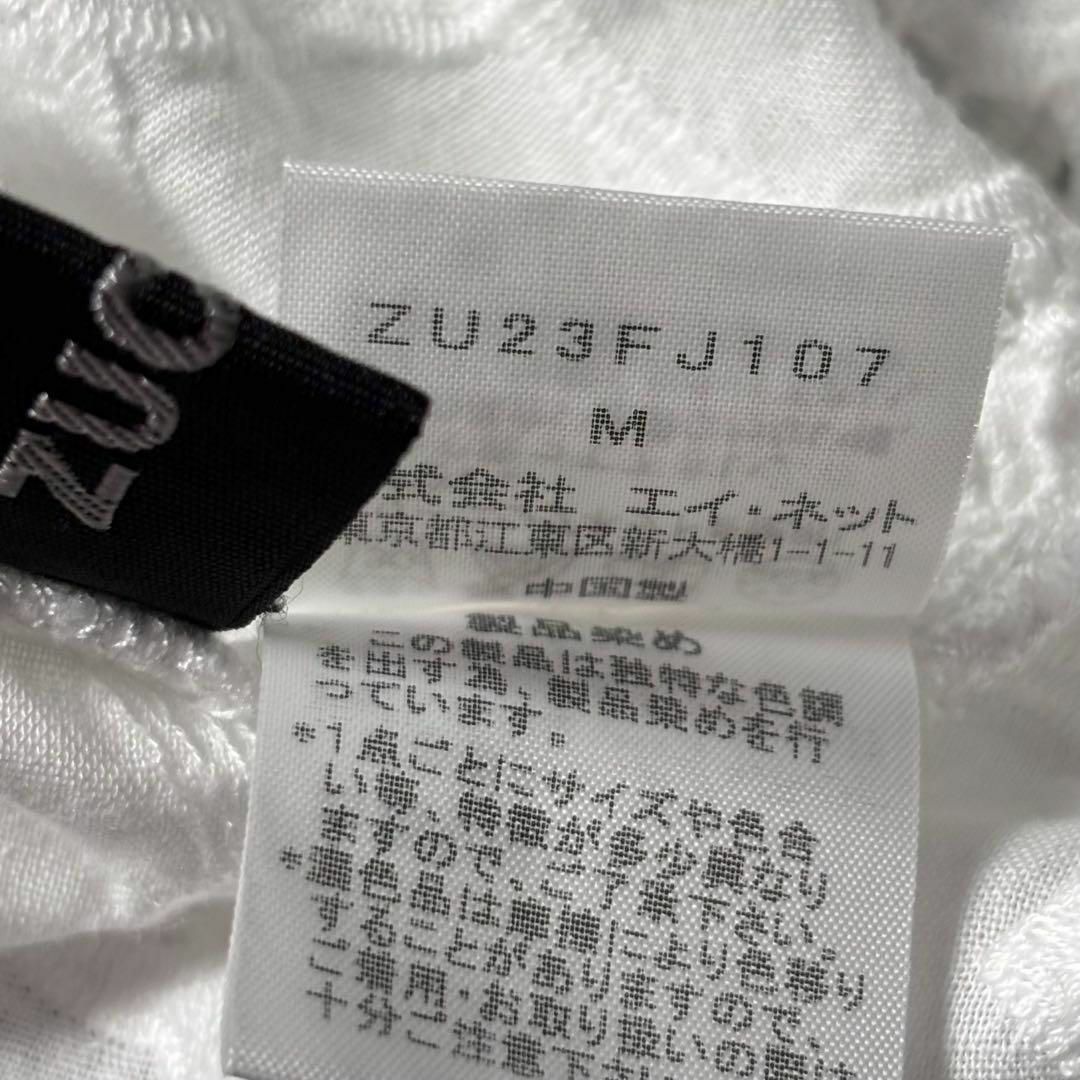 ZUC
ZU23FJ107
M
式会社 エイ・ネット
東京都江東区新大橋1-1-11
中国製
製品染め
この製品は独特な色調
を出す為、製品染めを行
っています。
*1点ごとにサイズや色合
い等、特徴が多少異なり
ますので、ご了承下さい。
*濃色品は摩擦により色移り
することがありますので、
ご着用・お取り扱いの際は
十分ご注意下さい